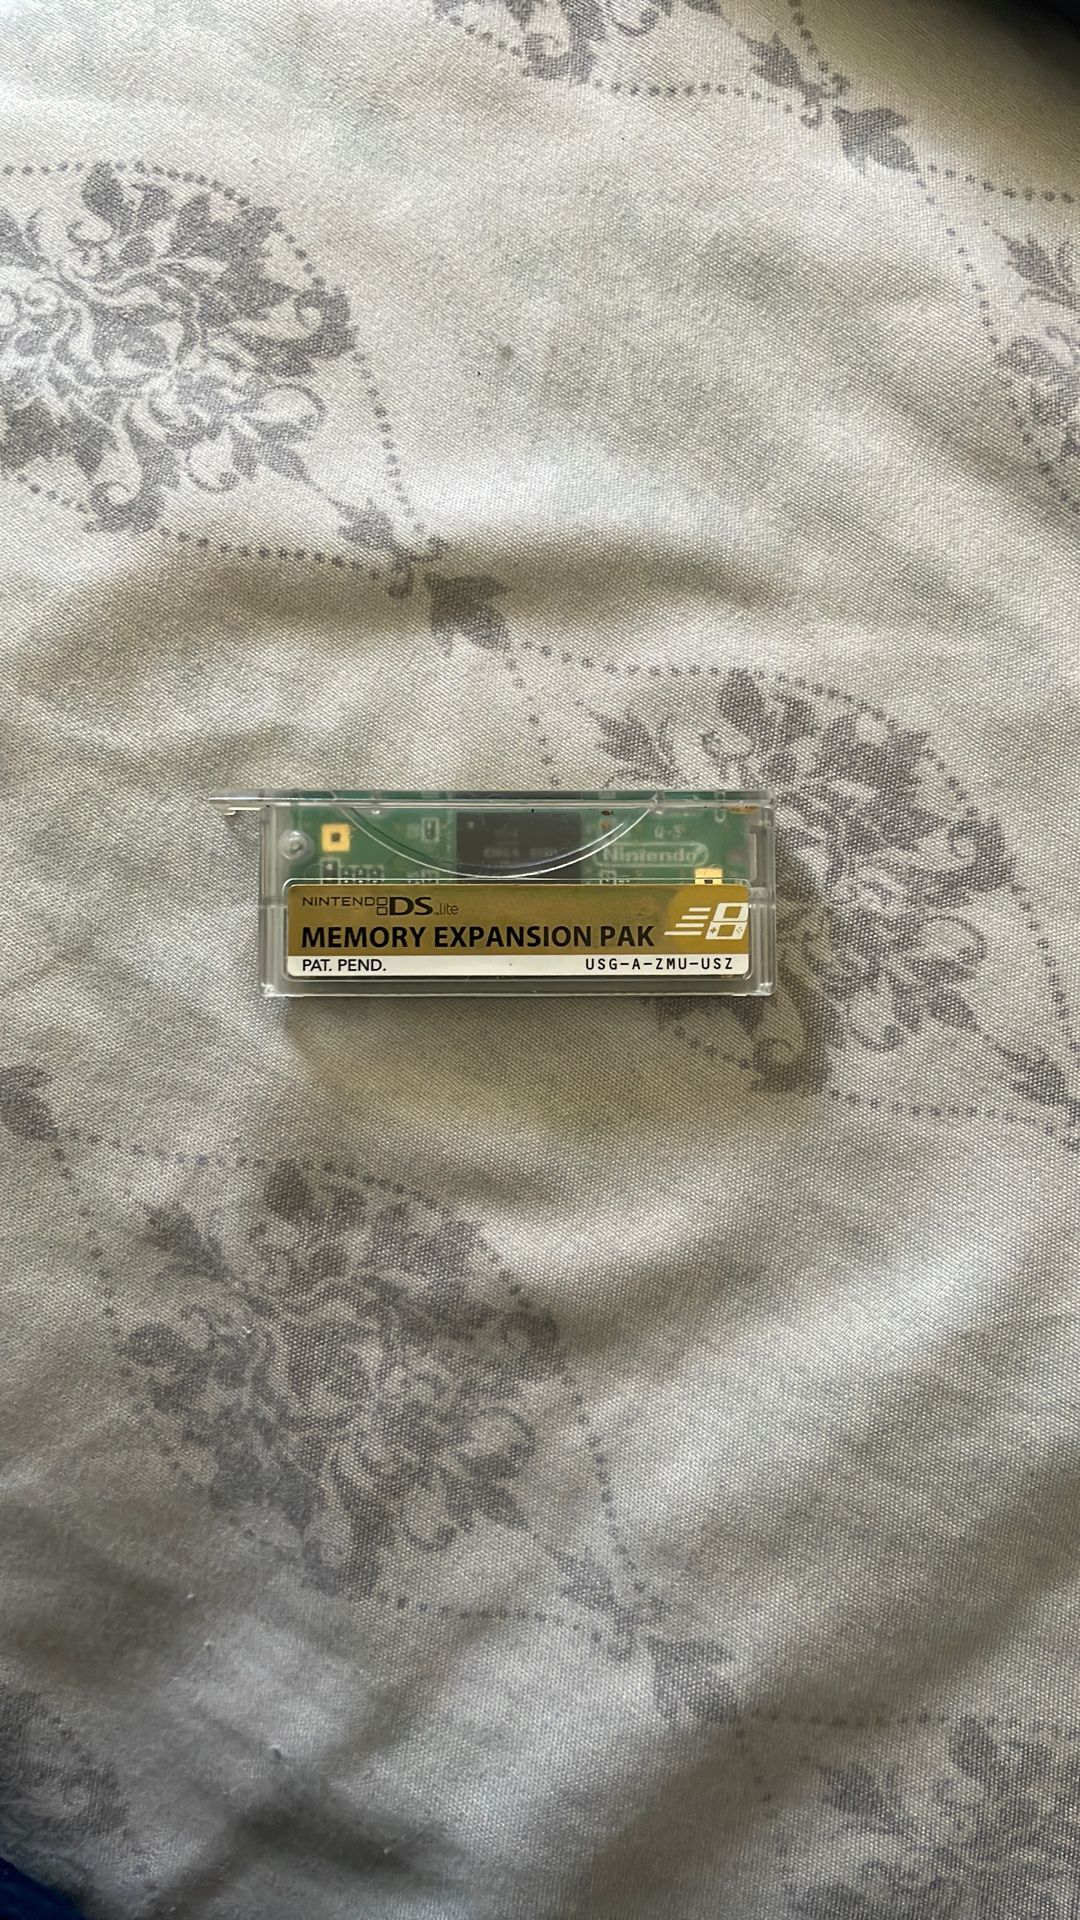 Nintendo
NINTENDO DS Lite
MEMORY EXPANSION PAK
PAT. PEND. USG-A-ZMU-USZ